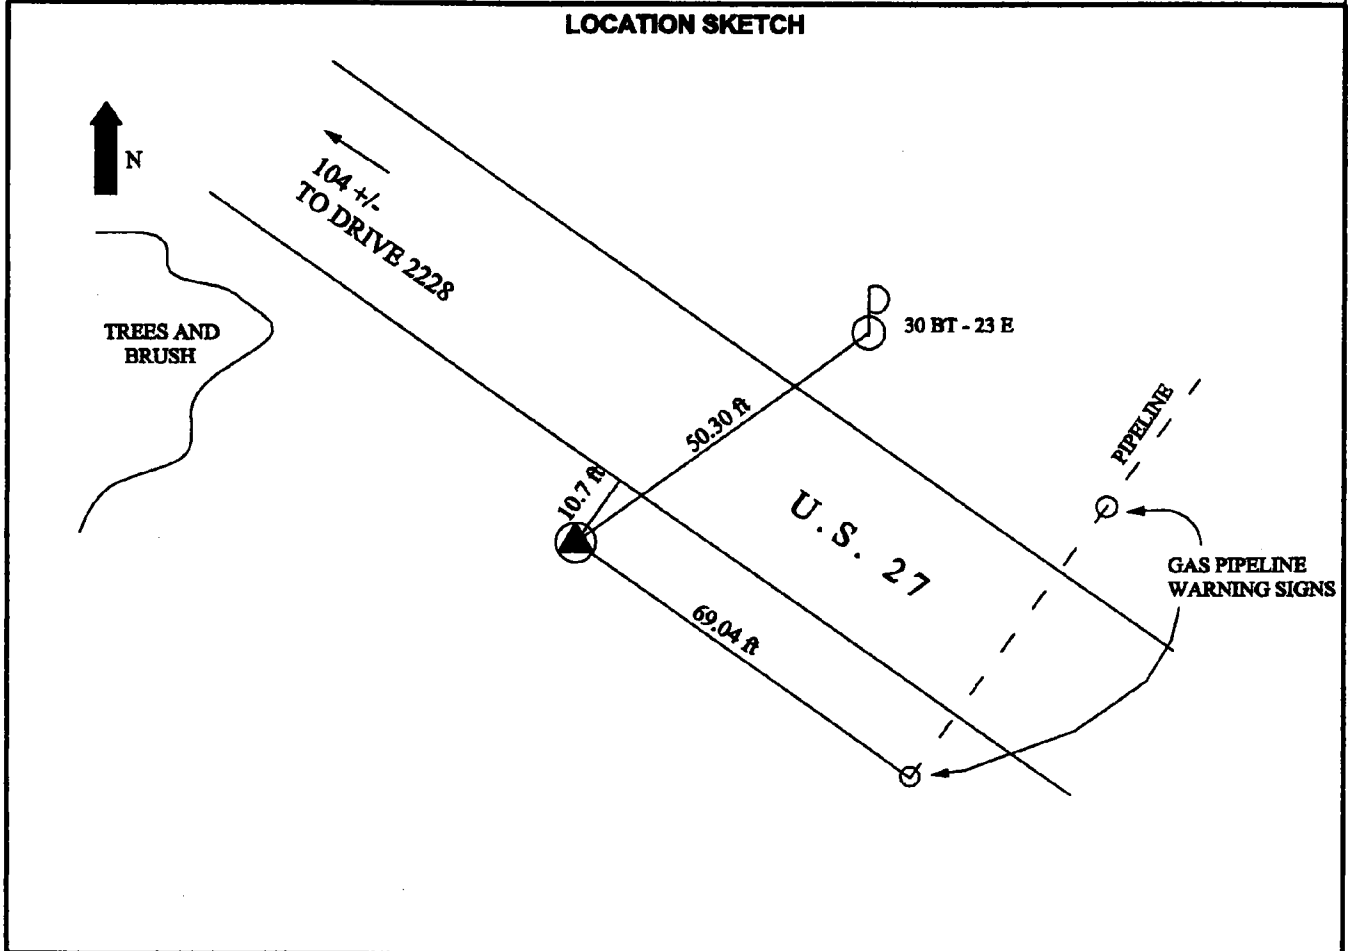 LOCATION SKETCH
N
104 +/-
TO DRIVE 2228
TREES AND
BRUSH
30 BT - 23 E
50.30 ft
PIPELINE
10.7 ft
U.S. 27
GAS PIPELINE
WARNING SIGNS
69.04 ft